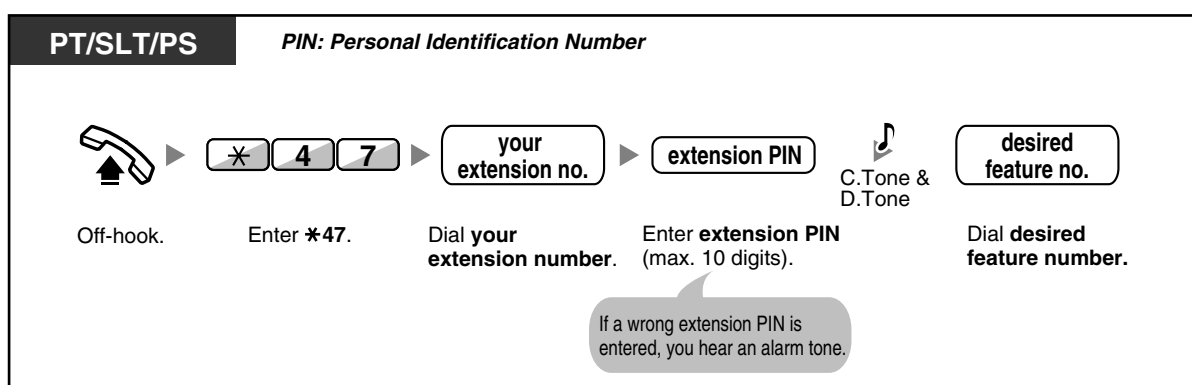 PT/SLT/PS
PIN: Personal Identification Number
* 4 7
your
extension no.
extension PIN
C.Tone &
D.Tone
desired
feature no.
Off-hook.
Enter *47.
Dial your
extension number.
Enter extension PIN
(max. 10 digits).
Dial desired
feature number.
If a wrong extension PIN is
entered, you hear an alarm tone.